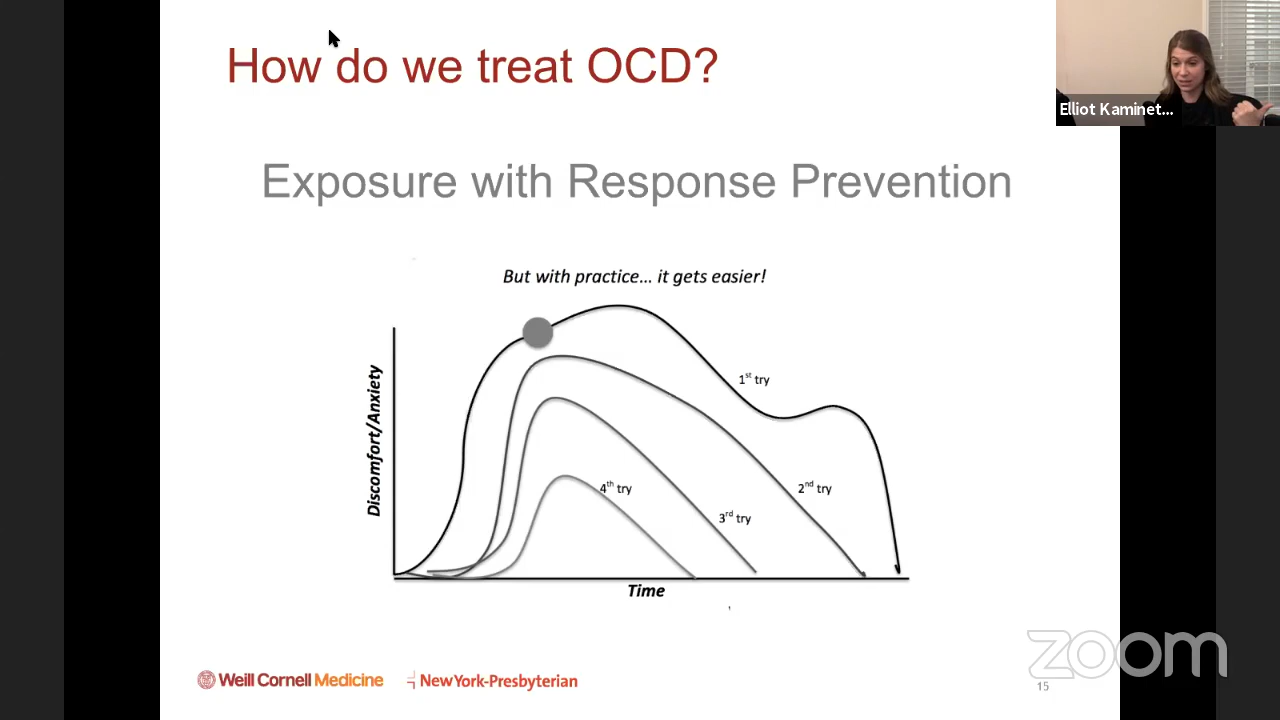 How do we treat OCD?
Elliot Kaminet...
Exposure with Response Prevention
But with practice... it gets easier!
Discomfort/Anxiety
1st try
4th try
2nd try
3rd try
Time
Weill Cornell Medicine
NewYork-Presbyterian
zoom
15